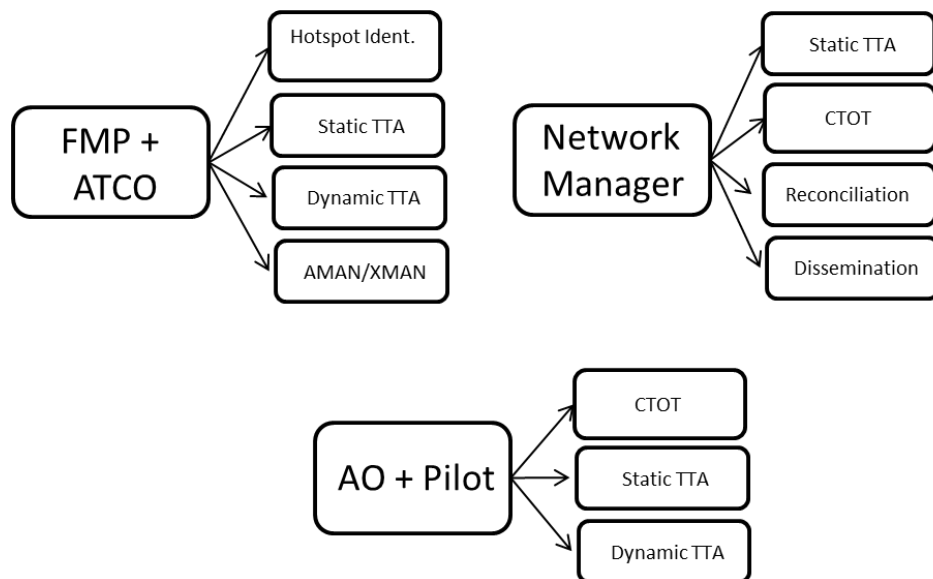 FMP +
ATCO
Hotspot Ident.
Static TTA
Dynamic TTA
AMAN/XMAN
Network
Manager
Static TTA
CTOT
Reconciliation
Dissemination
AO + Pilot
CTOT
Static TTA
Dynamic TTA